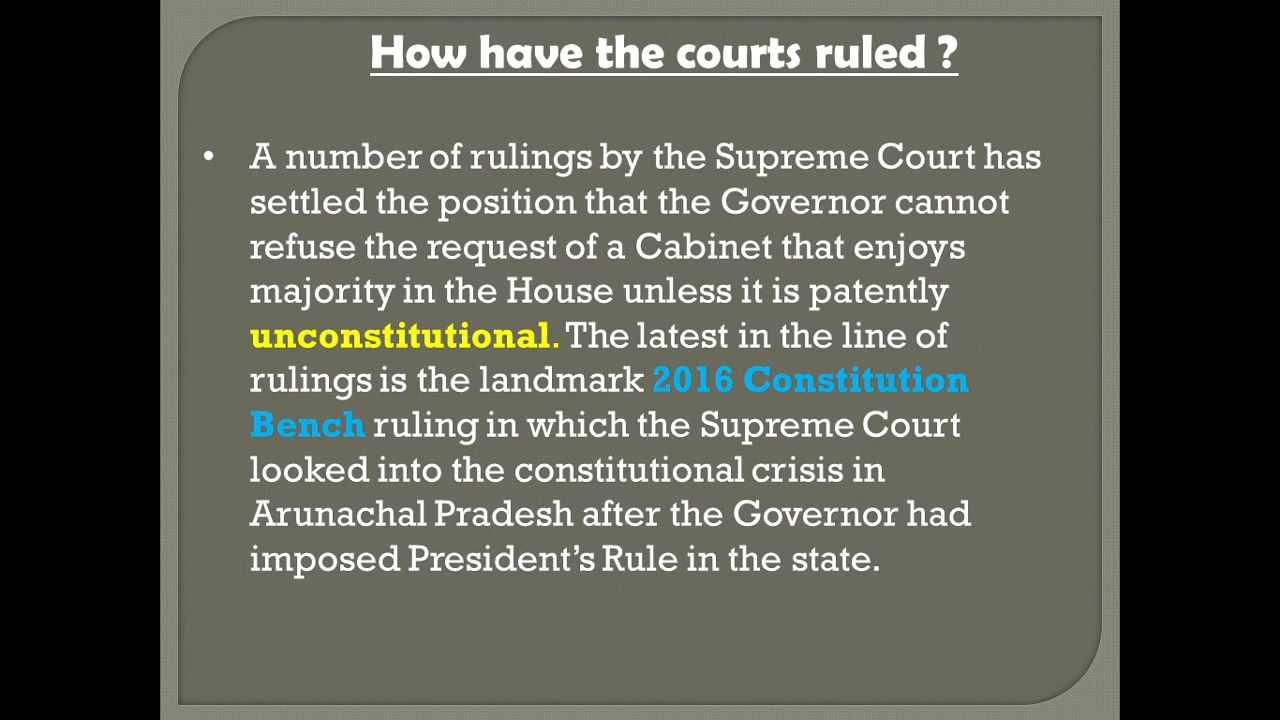 How have the courts ruled ?
• A number of rulings by the Supreme Court has
settled the position that the Governor cannot
refuse the request of a Cabinet that enjoys
majority in the House unless it is patently
unconstitutional. The latest in the line of
rulings is the landmark 2016 Constitution
Bench ruling in which the Supreme Court
looked into the constitutional crisis in
Arunachal Pradesh after the Governor had
imposed President’s Rule in the state.